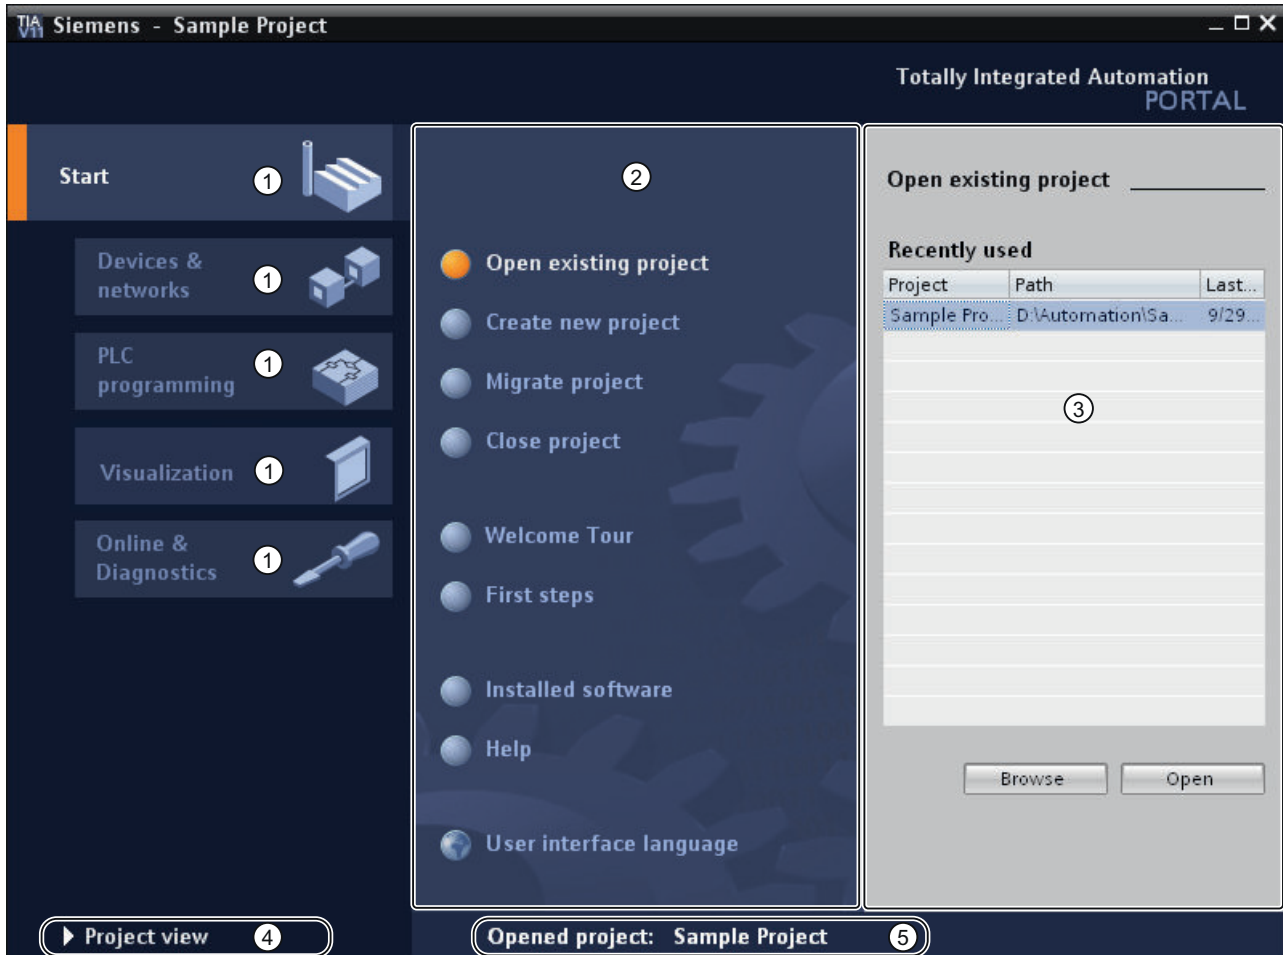 TIA V11 Siemens - Sample Project
Totally Integrated Automation
PORTAL
Start ①
Devices &
networks ①
PLC
programming ①
Visualization ①
Online &
Diagnostics ①
②
Open existing project
Create new project
Migrate project
Close project
Welcome Tour
First steps
Installed software
Help
User interface language
Open existing project
Recently used
Project Path Last...
Sample Pro... D:\Automation\Sa... 9/29...
③
Browse Open
Project view ④
Opened project: Sample Project ⑤